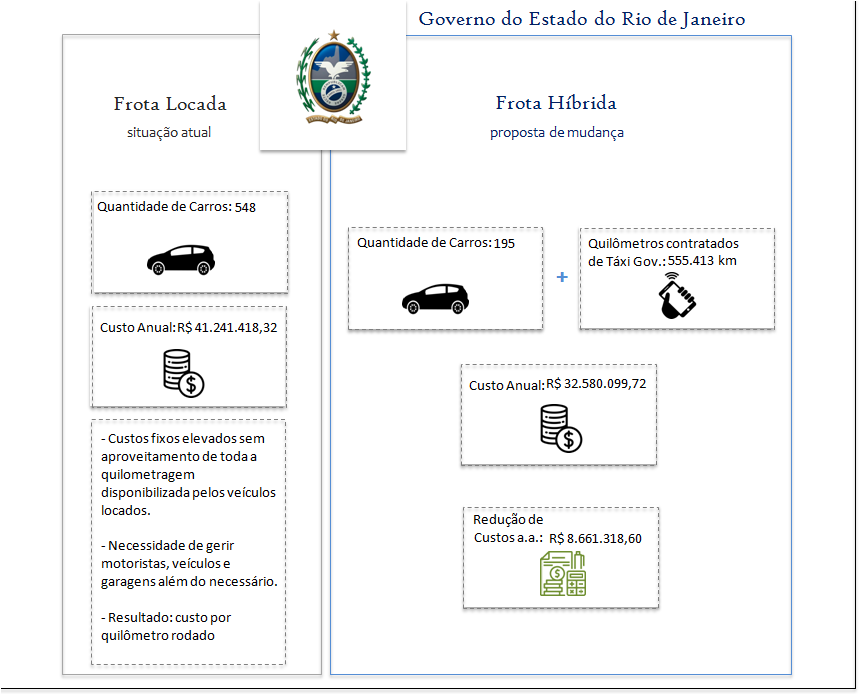 Governo do Estado do Rio de Janeiro
Frota Locada
situação atual
Quantidade de Carros: 548
Custo Anual:R$ 41.241.418,32
- Custos fixos elevados sem
aproveitamento de toda a
quilometragem
disponibilizada pelos veículos
locados.
- Necessidade de gerir
motoristas, veículos e
garagens além do necessário.
- Resultado: custo por
quilômetro rodado
Frota Híbrida
proposta de mudança
Quantidade de Carros: 195
+
Quilômetros contratados
de Táxi Gov.: 555.413 km
Custo Anual:R$ 32.580.099,72
Redução de
Custos a.a.: R$ 8.661.318,60